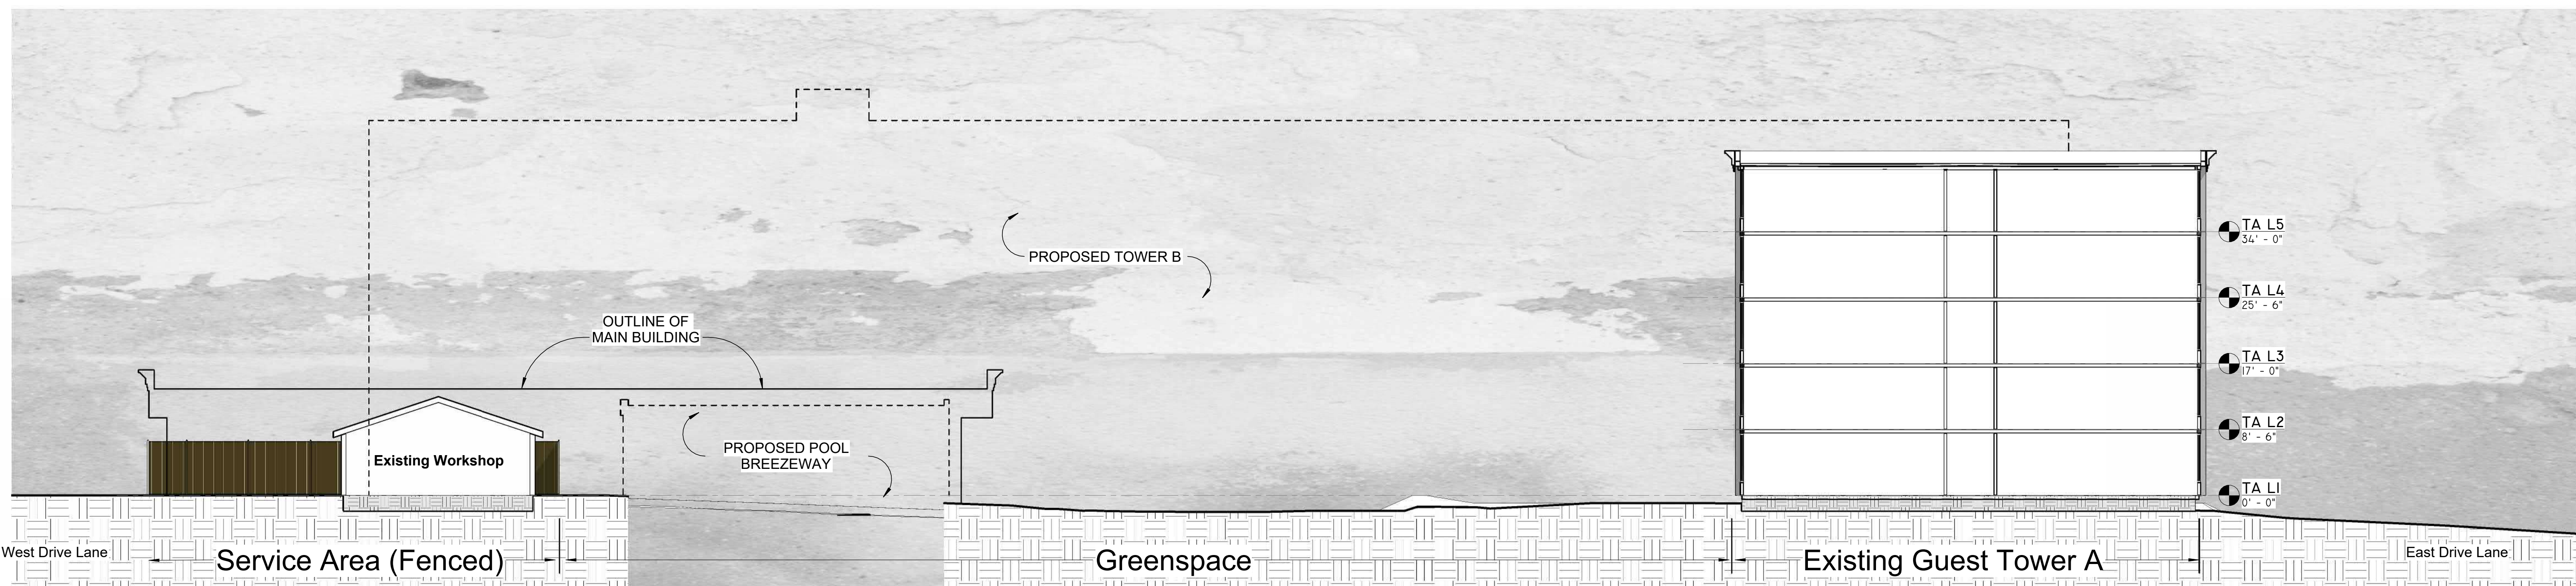 PROPOSED TOWER B
OUTLINE OF
MAIN BUILDING
PROPOSED POOL
BREEZEWAY
Existing Workshop
TA L5
34' - 0"
TA L4
25' - 6"
TA L3
17' - 0"
TA L2
8' - 6"
TA L1
0' - 0"
West Drive Lane
Service Area (Fenced)
Greenspace
Existing Guest Tower A
East Drive Lane